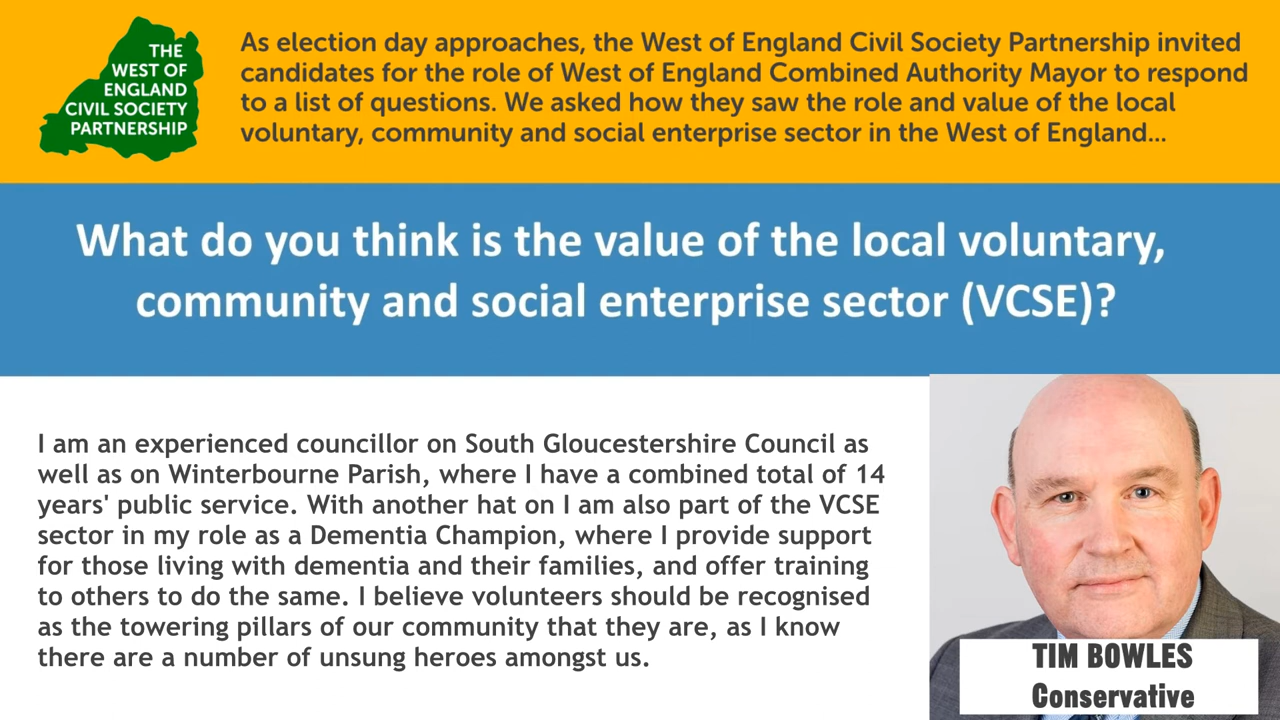 THE
WEST OF
ENGLAND
CIVIL SOCIETY
PARTNERSHIP
As election day approaches, the West of England Civil Society Partnership invited
candidates for the role of West of England Combined Authority Mayor to respond
to a list of questions. We asked how they saw the role and value of the local
voluntary, community and social enterprise sector in the West of England...
What do you think is the value of the local voluntary,
community and social enterprise sector (VCSE)?
I am an experienced councillor on South Gloucestershire Council as
well as on Winterbourne Parish, where I have a combined total of 14
years' public service. With another hat on I am also part of the VCSE
sector in my role as a Dementia Champion, where I provide support
for those living with dementia and their families, and offer training
to others to do the same. I believe volunteers should be recognised
as the towering pillars of our community that they are, as I know
there are a number of unsung heroes amongst us.
TIM BOWLES
Conservative